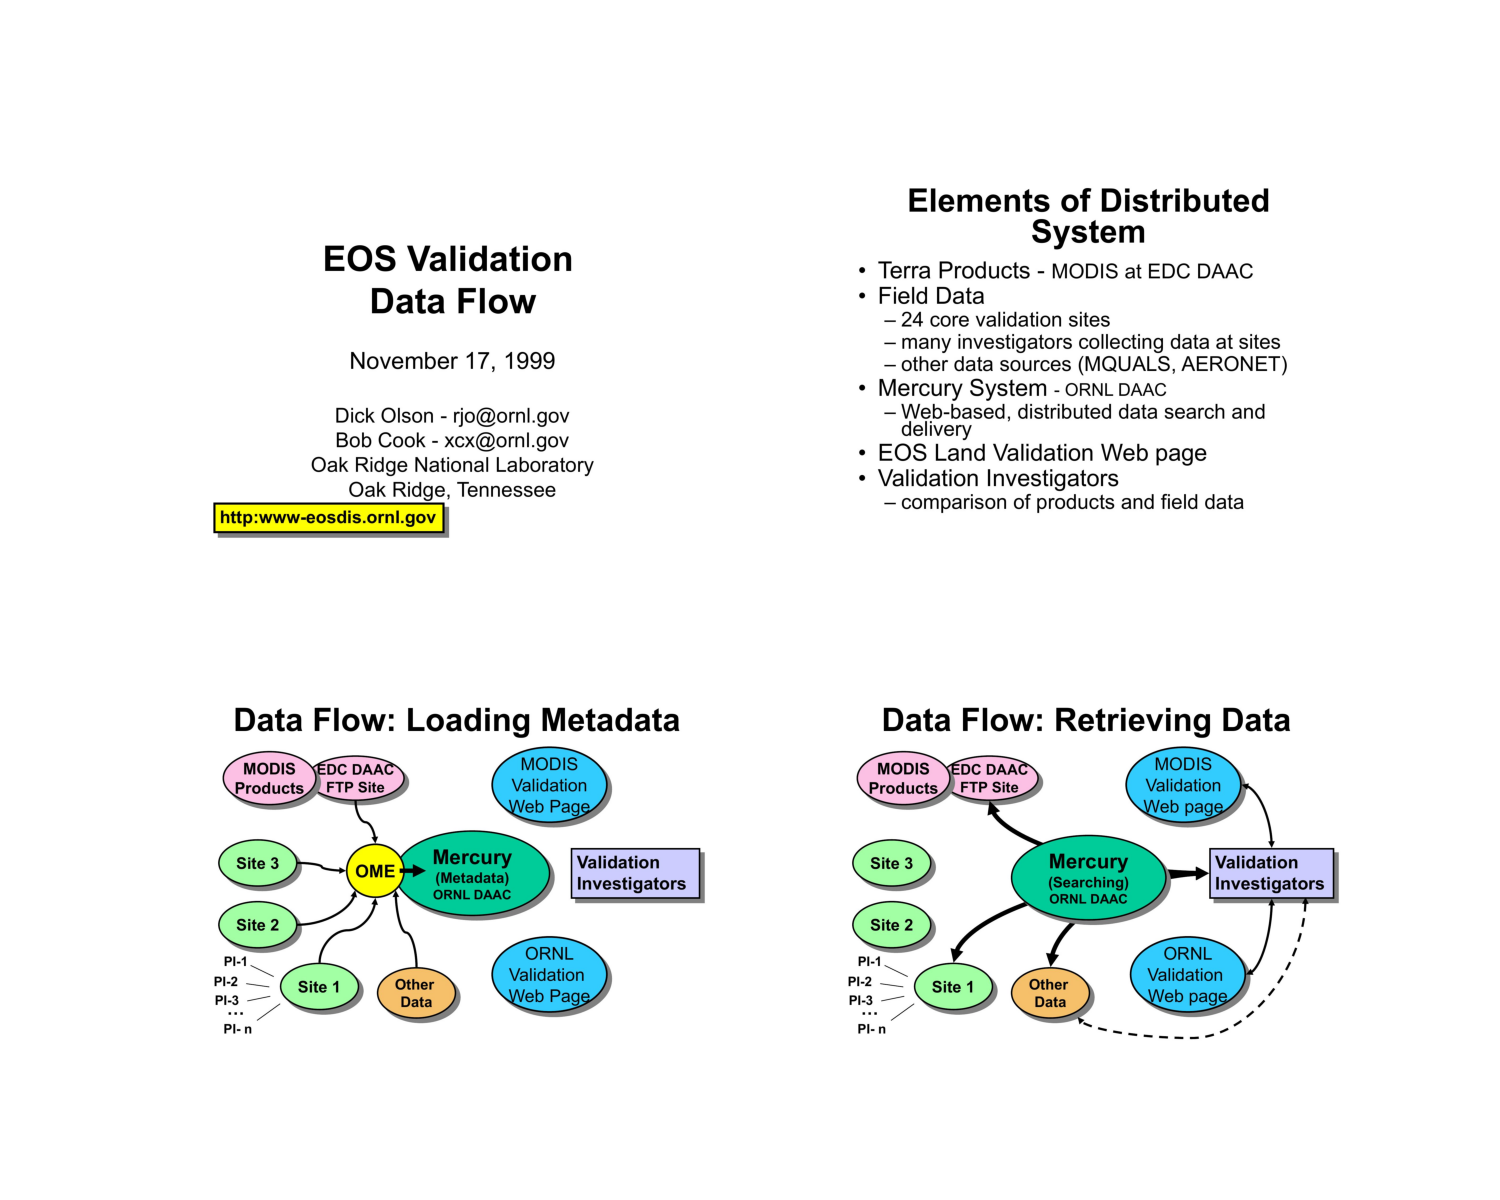 EOS Validation
Data Flow
November 17, 1999
Dick Olson - rjo@ornl.gov
Bob Cook - xcx@ornl.gov
Oak Ridge National Laboratory
Oak Ridge, Tennessee
http:www-eosdis.ornl.gov
Elements of Distributed
System
• Terra Products - MODIS at EDC DAAC
• Field Data
– 24 core validation sites
– many investigators collecting data at sites
– other data sources (MQUALS, AERONET)
• Mercury System - ORNL DAAC
– Web-based, distributed data search and
delivery
• EOS Land Validation Web page
• Validation Investigators
– comparison of products and field data
Data Flow: Loading Metadata
MODIS
Products
EDC DAAC
FTP Site
MODIS
Validation
Web Page
Site 3
OME
Mercury
(Metadata)
ORNL DAAC
Validation
Investigators
Site 2
PI-1
PI-2
PI-3
...
PI- n
Site 1
Other
Data
ORNL
Validation
Web Page
Data Flow: Retrieving Data
MODIS
Products
EDC DAAC
FTP Site
MODIS
Validation
Web page
Site 3
Mercury
(Searching)
ORNL DAAC
Validation
Investigators
Site 2
PI-1
PI-2
PI-3
...
PI- n
Site 1
Other
Data
ORNL
Validation
Web page